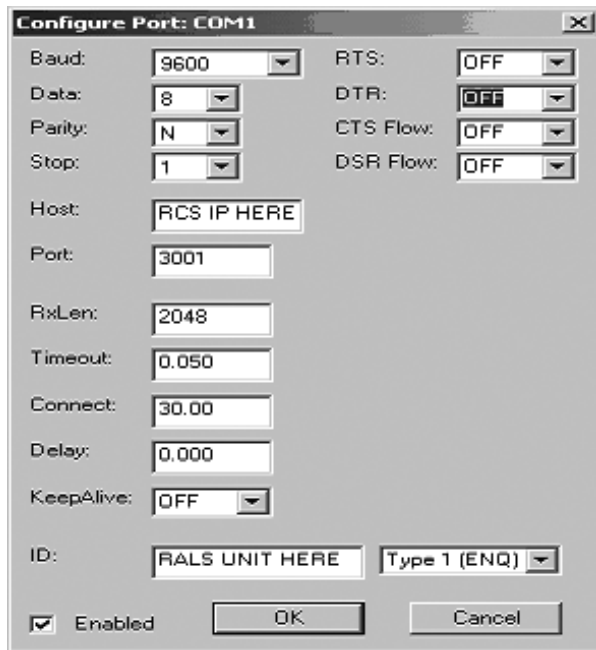 Configure Port: COM1
Baud: 9600 RTS: OFF
Data: 8 DTR: OFF
Parity: N CTS Flow: OFF
Stop: 1 DSR Flow: OFF
Host: RCS IP HERE
Port: 3001
RxLen: 2048
Timeout: 0.050
Connect: 30.00
Delay: 0.000
KeepAlive: OFF
ID: RALS UNIT HERE Type 1 (ENQ)
Enabled OK Cancel